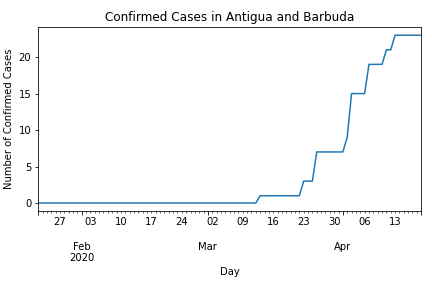 Confirmed Cases in Antigua and Barbuda
Number of Confirmed Cases
20
15
10
5
0
27 03 10 17 24 02 09 16 23 30 06 13
Feb Mar Apr
2020
Day